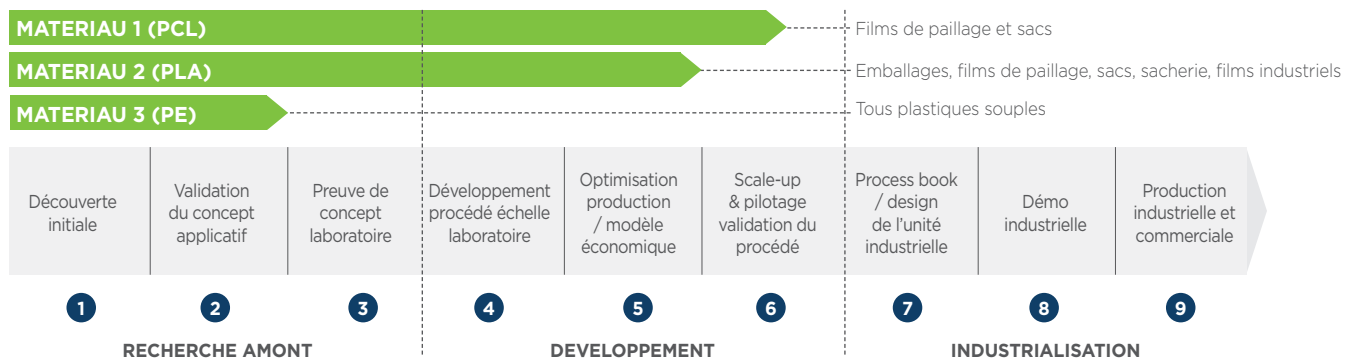 MATERIAU 1 (PCL)
Films de paillage et sacs
MATERIAU 2 (PLA)
Emballages, films de paillage, sacs, sacherie, films industriels
MATERIAU 3 (PE)
Tous plastiques souples
Découverte
initiale
Validation
du concept
applicatif
Preuve de
concept
laboratoire
Développement
procédé échelle
laboratoire
Optimisation
production
/ modèle
économique
Scale-up
& pilotage
validation du
procédé
Process book
/ design
de l'unité
industrielle
Démo
industrielle
Production
industrielle et
commerciale
1
2
3
4
5
6
7
8
9
RECHERCHE AMONT
DEVELOPPEMENT
INDUSTRIALISATION